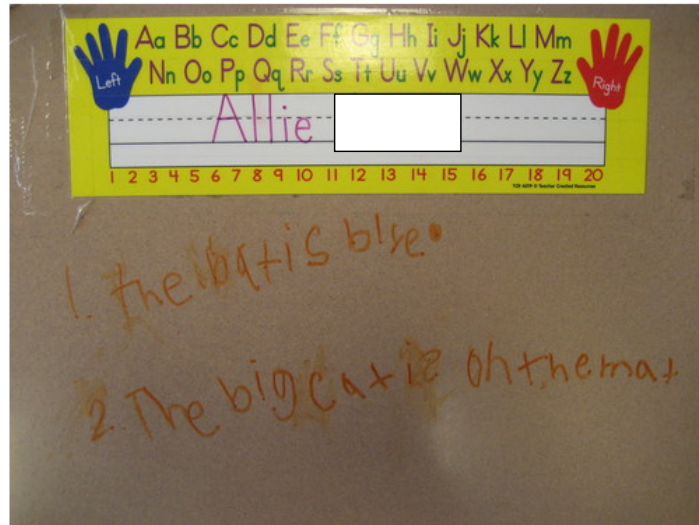 Aa Bb Cc Dd Ee Ff Gg Hh Ii Jj Kk Ll Mm
Left Nn Oo Pp Qq Rr Ss Tt Uu Vv Ww Xx Yy Zz Right
Allie
1 2 3 4 5 6 7 8 9 10 11 12 13 14 15 16 17 18 19 20
© Teacher Created Resources
1. the bat is
2. The big cat is on the mat